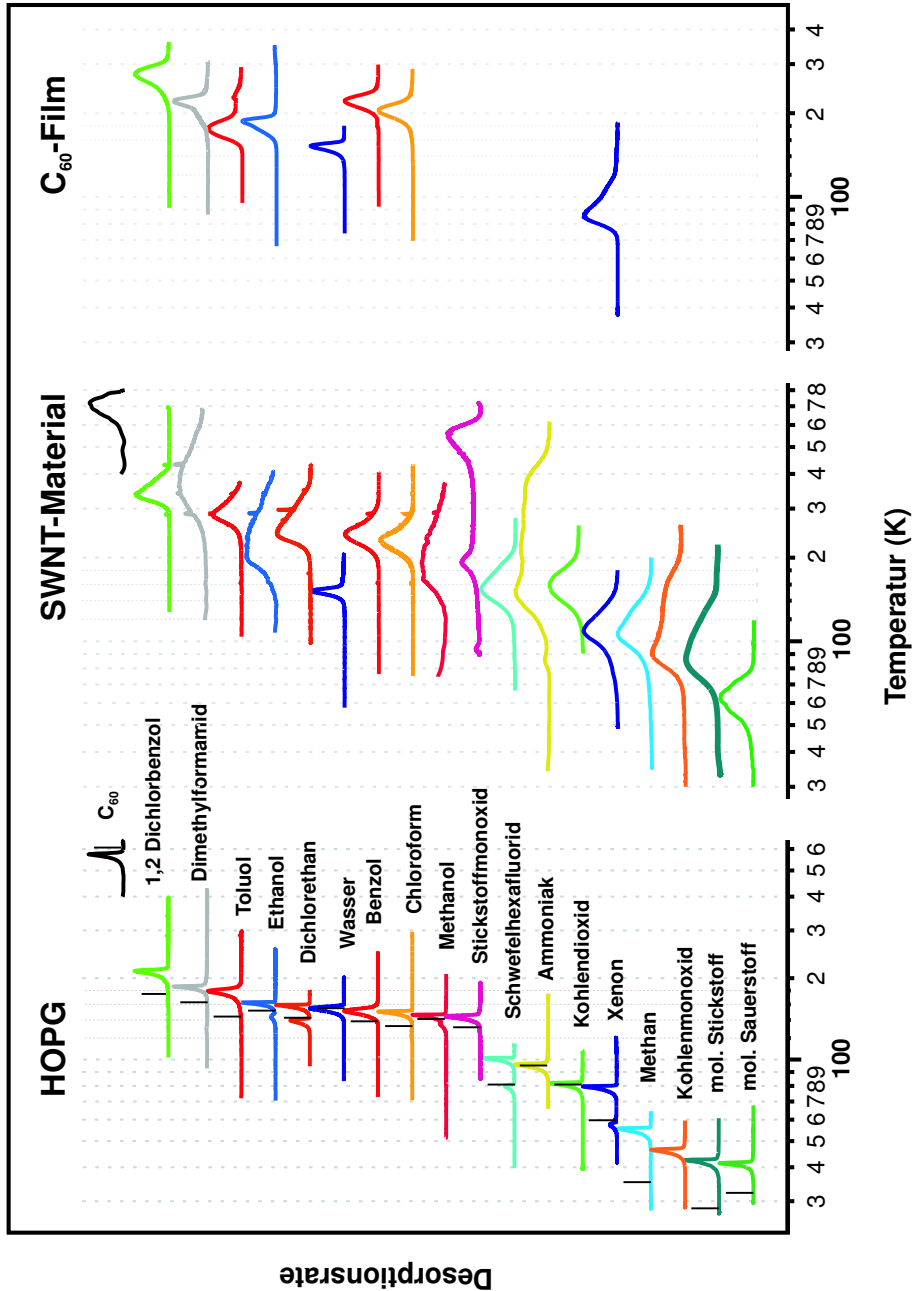 HOPG
SWNT-Material
C60-Film
C60
1,2 Dichlorbenzol
Dimethylformamid
Toluol
Ethanol
Dichlorethan
Wasser
Benzol
Chloroform
Methanol
Stickstoffmonoxid
Schwefelhexafluorid
Ammoniak
Kohlendioxid
Xenon
Methan
Kohlenmonoxid
mol. Stickstoff
mol. Sauerstoff
3 4 5 6 7 8 9 100 2 3 4 5 6
3 4 5 6 7 8 9 100 2 3 4 5 6 7 8
3 4 5 6 7 8 9 100 2 3 4
Temperatur (K)
Desorptionsrate